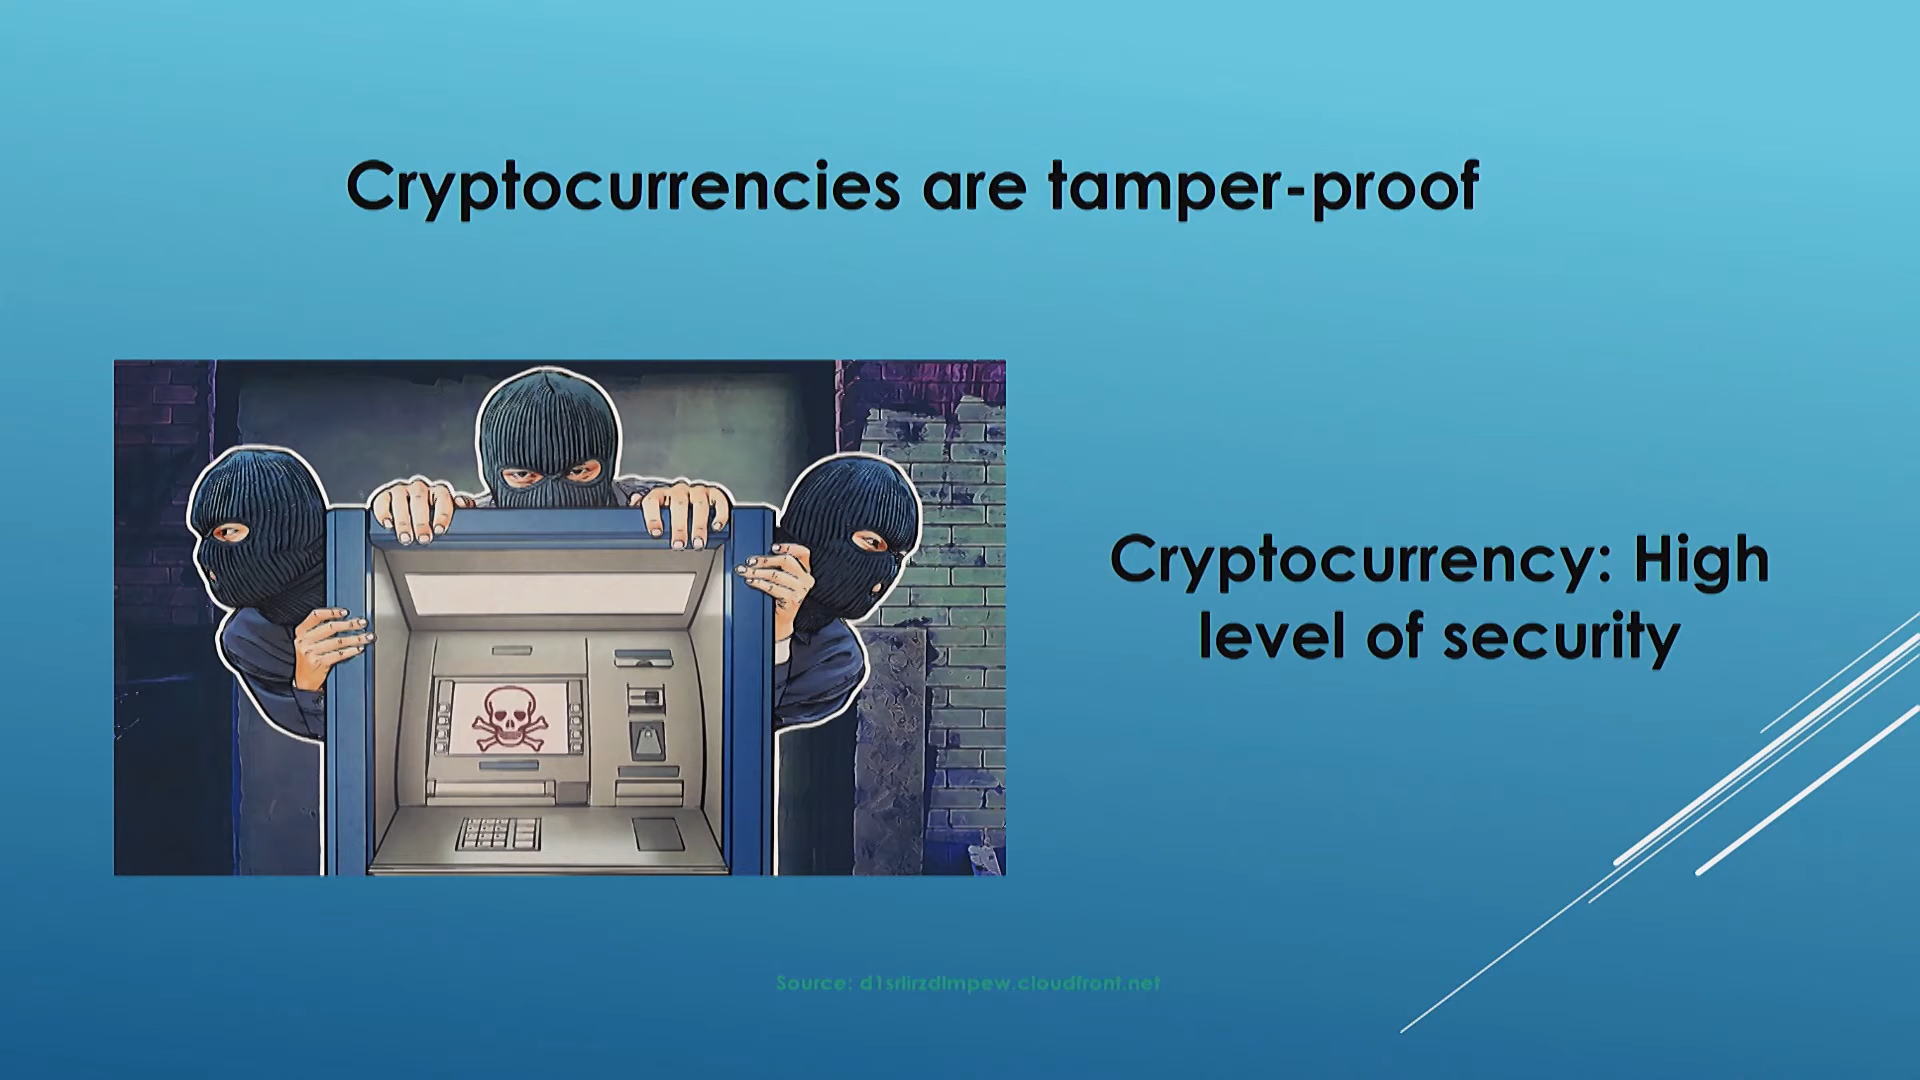 Cryptocurrencies are tamper-proof
Cryptocurrency: High
level of security
Source: d1srlirzdlmpew.cloudfront.net